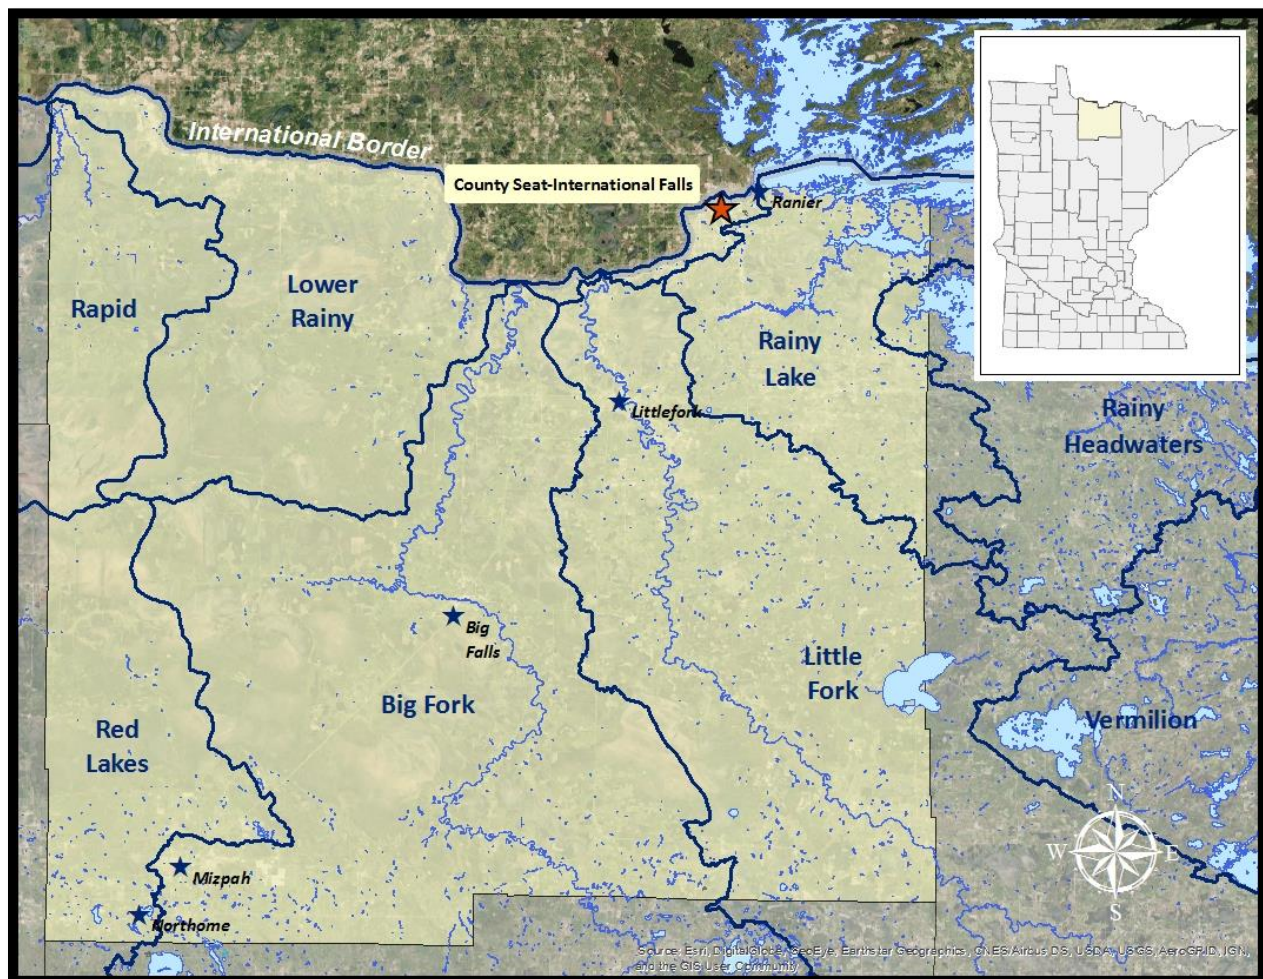 International Border
County Seat-International Falls
Ranier
Rapid
Lower
Rainy
Rainy
Lake
Littlefork
Rainy
Headwaters
Big
Falls
Little
Fork
Big Fork
Red
Lakes
Vermilion
N
W
E
S
Mizpah
Northome
Source: Esri, DigitalGlobe, GeoEye, Earthstar Geographics, CNES/Airbus DS, USDA, USGS, AeroGRID, IGN,
and the GIS User Community